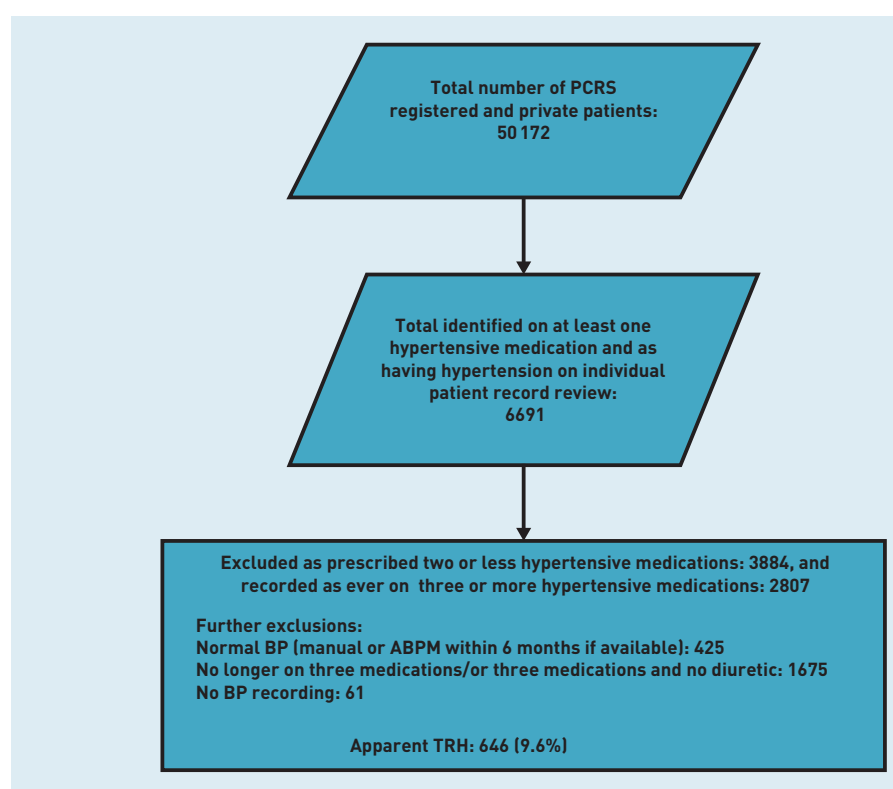 Total number of PCRS
registered and private patients:
50 172
Total identified on at least one
hypertensive medication and as
having hypertension on individual
patient record review:
6691
Excluded as prescribed two or less hypertensive medications: 3884, and
recorded as ever on three or more hypertensive medications: 2807
Further exclusions:
Normal BP (manual or ABPM within 6 months if available): 425
No longer on three medications/or three medications and no diuretic: 1675
No BP recording: 61
Apparent TRH: 646 (9.6%)